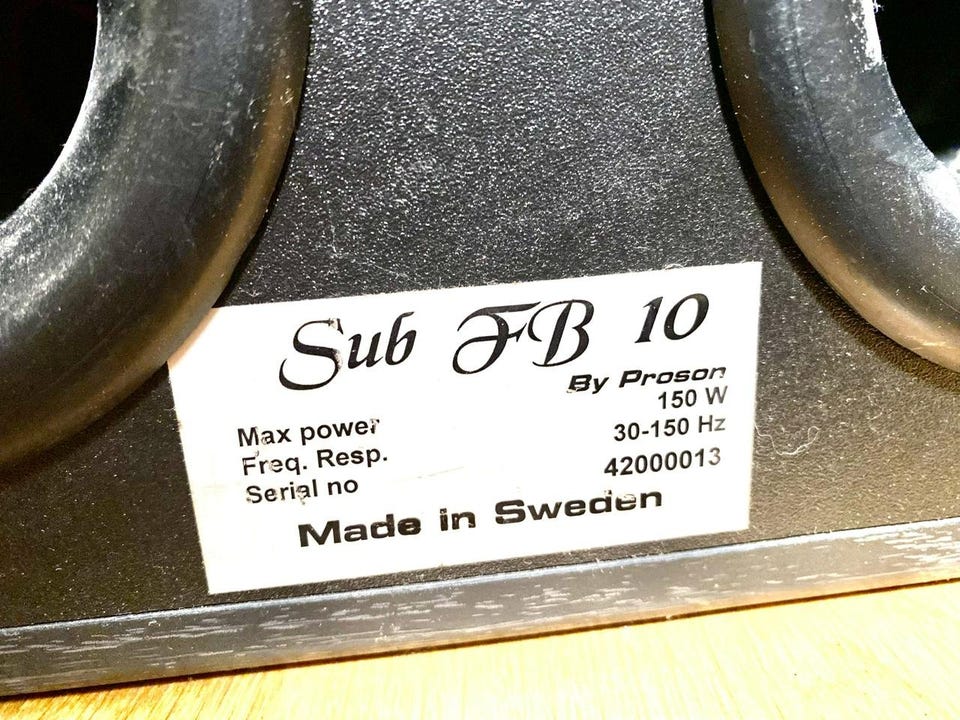 Sub FB 10
By Proson
Max power 150 W
Freq. Resp. 30-150 Hz
Serial no 42000013
Made in Sweden